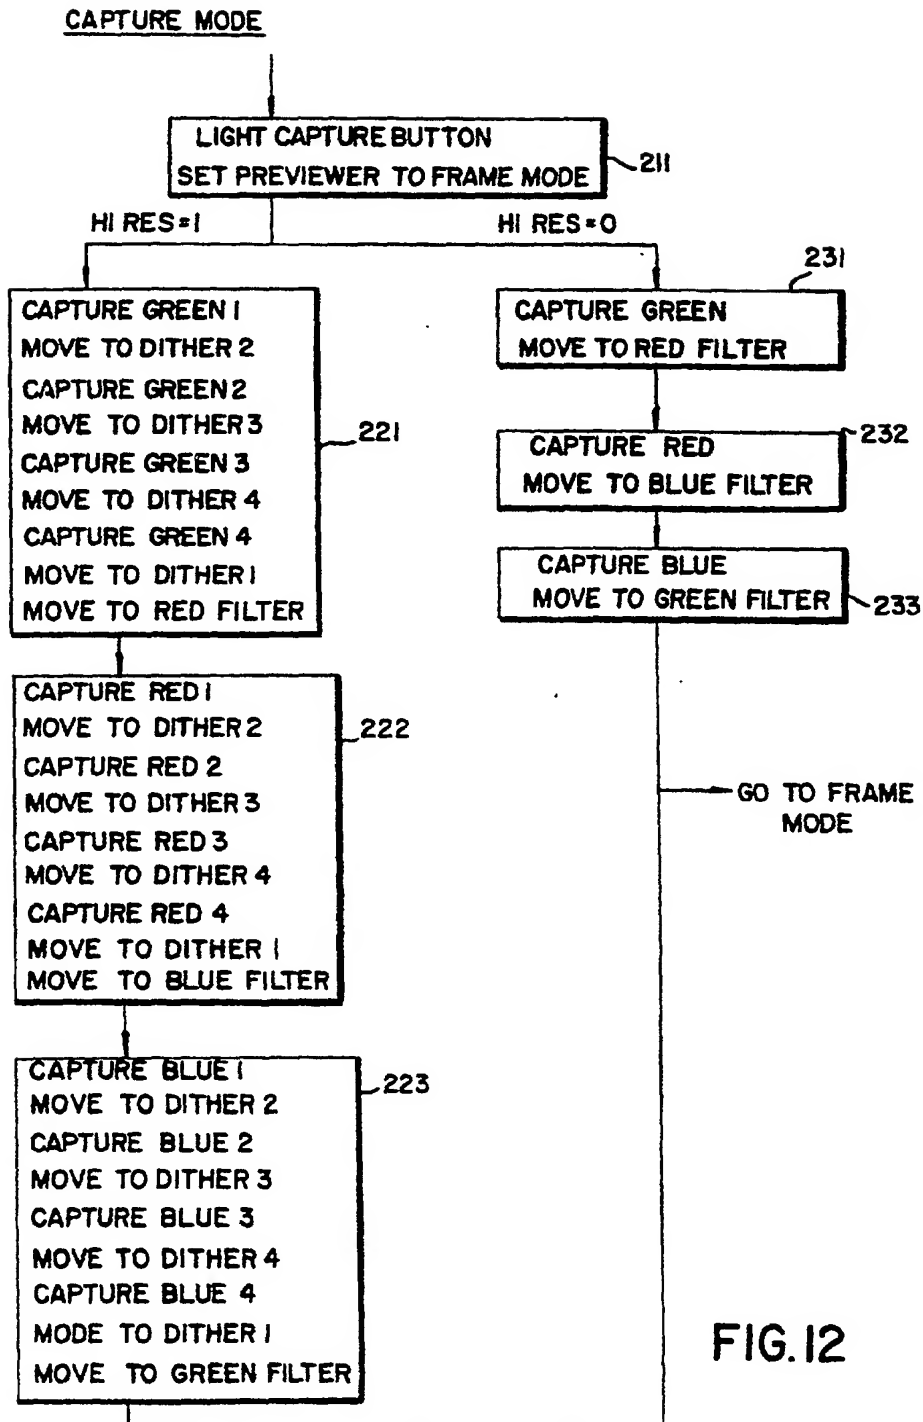 CAPTURE MODE
LIGHT CAPTURE BUTTON
SET PREVIEWER TO FRAME MODE
211
HI RES=1
HI RES=0
CAPTURE GREEN 1
MOVE TO DITHER 2
CAPTURE GREEN 2
MOVE TO DITHER 3
CAPTURE GREEN 3
MOVE TO DITHER 4
CAPTURE GREEN 4
MOVE TO DITHER 1
MOVE TO RED FILTER
221
231
CAPTURE GREEN
MOVE TO RED FILTER
232
CAPTURE RED
MOVE TO BLUE FILTER
CAPTURE BLUE
MOVE TO GREEN FILTER
233
CAPTURE RED 1
MOVE TO DITHER 2
CAPTURE RED 2
MOVE TO DITHER 3
CAPTURE RED 3
MOVE TO DITHER 4
CAPTURE RED 4
MOVE TO DITHER 1
MOVE TO BLUE FILTER
222
GO TO FRAME
MODE
CAPTURE BLUE 1
MOVE TO DITHER 2
CAPTURE BLUE 2
MOVE TO DITHER 3
CAPTURE BLUE 3
MOVE TO DITHER 4
CAPTURE BLUE 4
MODE TO DITHER 1
MOVE TO GREEN FILTER
223
FIG.12